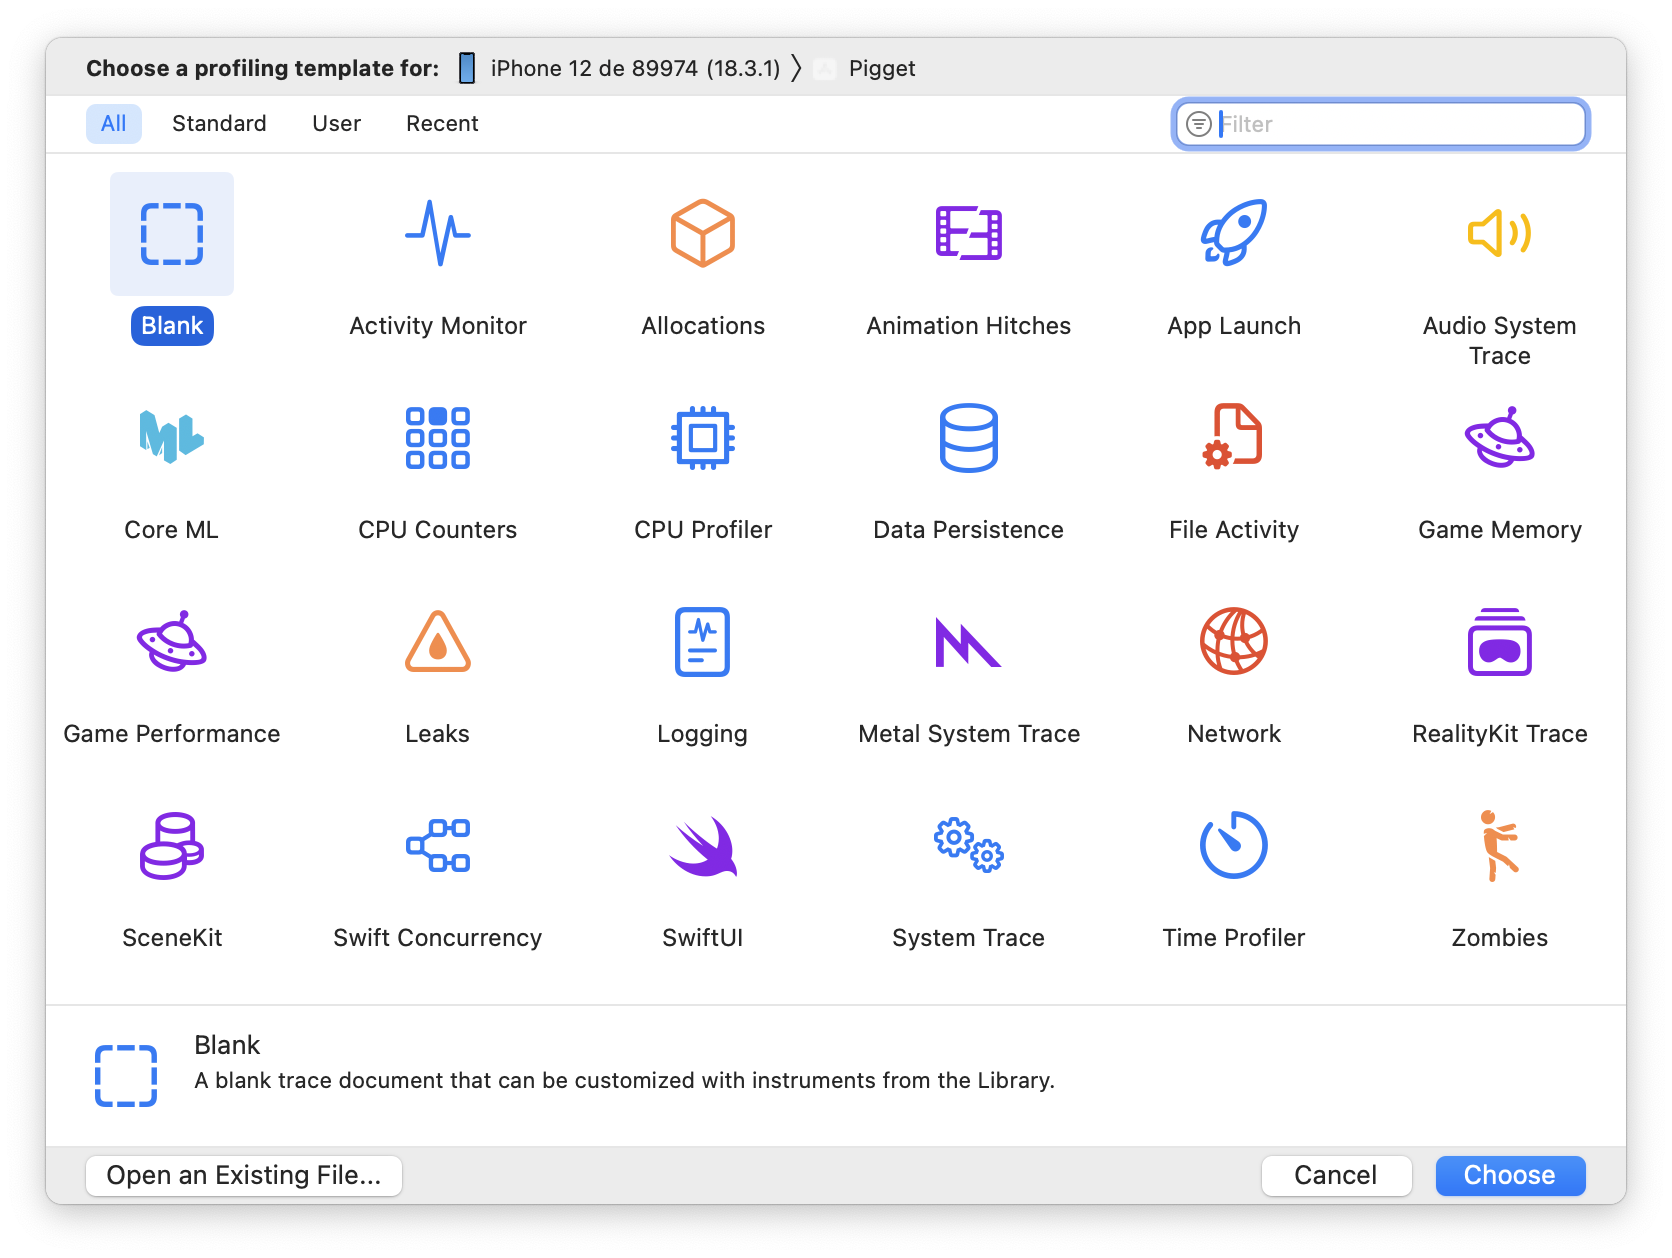 Choose a profiling template for: iPhone 12 de 89974 (18.3.1) 〉 Pigget
All Standard User Recent Filter
Blank Activity Monitor Allocations Animation Hitches App Launch Audio System
Trace
ML
Core ML CPU Counters CPU Profiler Data Persistence File Activity Game Memory
Game Performance Leaks Logging Metal System Trace Network RealityKit Trace
SceneKit Swift Concurrency SwiftUI System Trace Time Profiler Zombies
Blank
A blank trace document that can be customized with instruments from the Library.
Open an Existing File... Cancel Choose